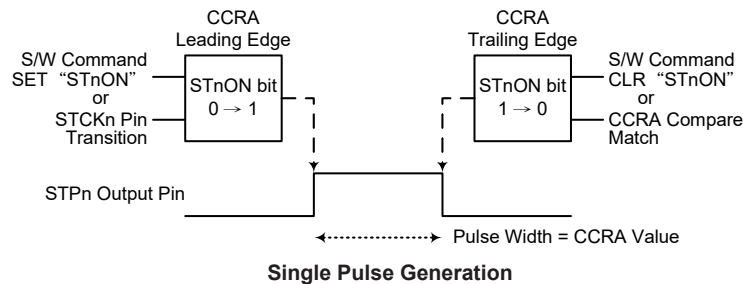 CCRA
Leading Edge
CCRA
Trailing Edge
S/W Command
SET “STnON”
or
STCKn Pin
Transition
STnON bit
0 → 1
STnON bit
1 → 0
S/W Command
CLR “STnON”
or
CCRA Compare
Match
STPn Output Pin
Pulse Width = CCRA Value
Single Pulse Generation